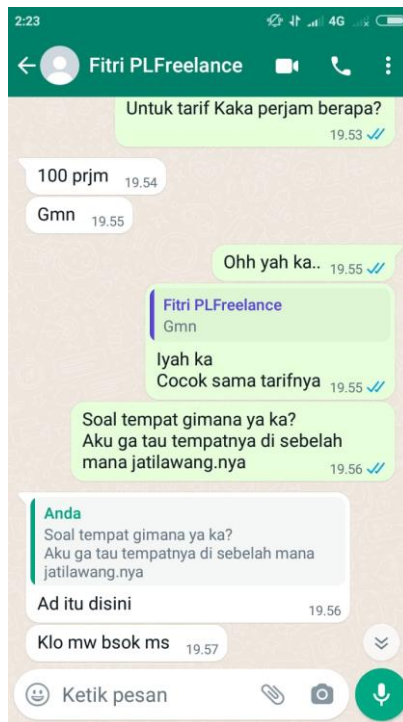 2:23
4G
Fitri PLFreelance
Untuk tarif Kaka perjam berapa?
19.53
100 prjm 19.54
Gmn 19.55
Ohh yah ka.. 19.55
Fitri PLFreelance
Gmn
Iyah ka
Cocok sama tarifnya 19.55
Soal tempat gimana ya ka?
Aku ga tau tempatnya di sebelah
mana jatilawang.nya 19.56
Anda
Soal tempat gimana ya ka?
Aku ga tau tempatnya di sebelah mana
jatilawang.nya
Ad itu disini 19.56
Klo mw bsok ms 19.57
Ketik pesan